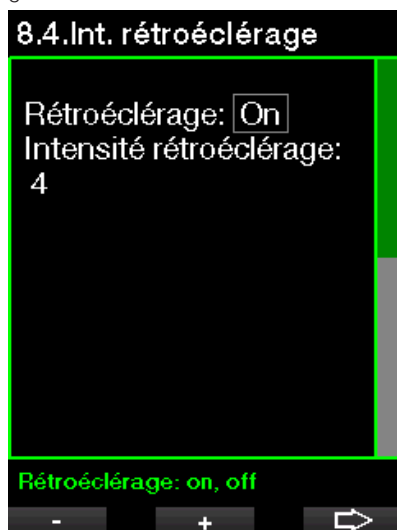 8.4.Int. rétroéclérage
Rétroéclérage: On
Intensité rétroéclérage:
4
Rétroéclérage: on, off
- +